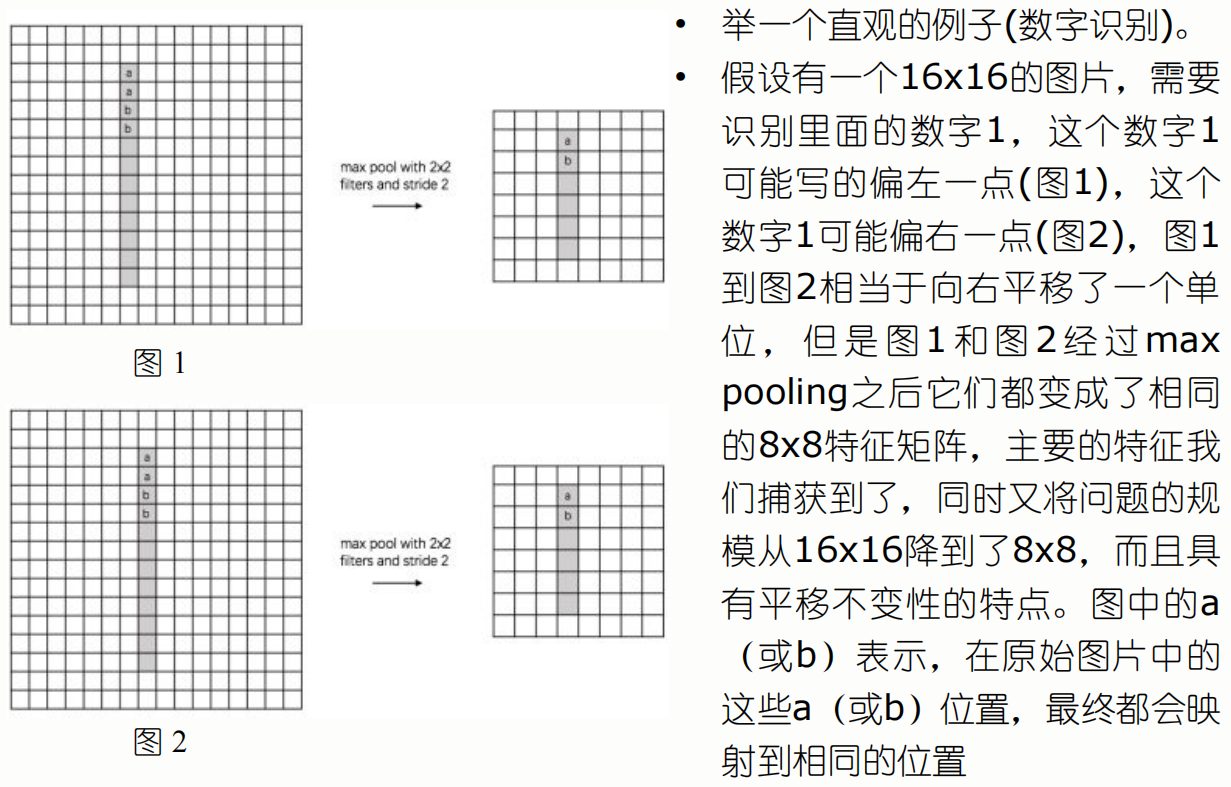 a
a
b
b
max pool with 2x2
filters and stride 2
a
b
图 1
a
a
b
b
max pool with 2x2
filters and stride 2
a
b
图 2
• 举一个直观的例子(数字识别)。
• 假设有一个16x16的图片，需要
识别里面的数字1，这个数字1
可能写的偏左一点(图1)，这个
数字1可能偏右一点(图2)，图1
到图2相当于向右平移了一个单
位，但是图1和图2经过max
pooling之后它们都变成了相同
的8x8特征矩阵，主要的特征我
们捕获到了，同时又将问题的规
模从16x16降到了8x8，而且具
有平移不变性的特点。图中的a
（或b）表示，在原始图片中的
这些a（或b）位置，最终都会映
射到相同的位置